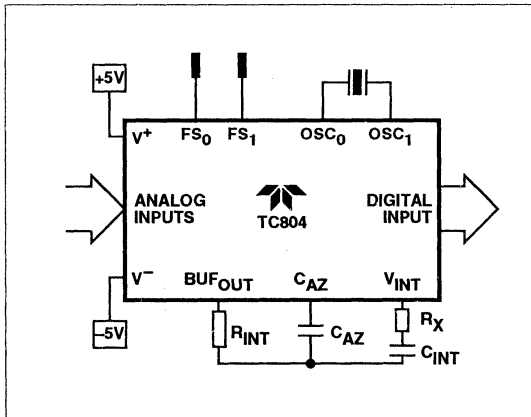 +5V
FS0 FS1 OSC0 OSC1
V+
ANALOG INPUTS
TC804
DIGITAL INPUT
V−
BUFOUT CAZ VINT
−5V
RINT CAZ RX
CINT